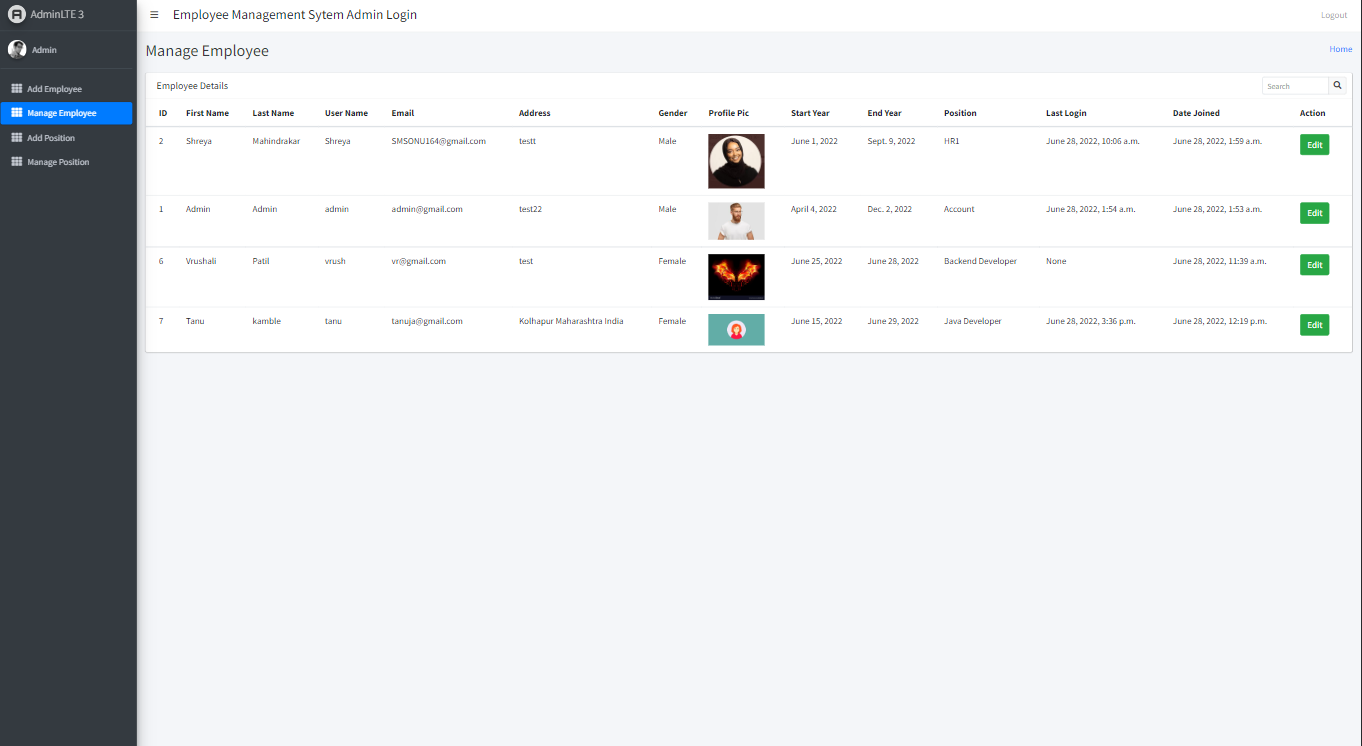 AdminLTE 3
☰ Employee Management Sytem Admin Login
Logout
Admin
Manage Employee
Home
Add Employee
Manage Employee
Add Position
Manage Position
Employee Details
Search
ID First Name Last Name User Name Email Address Gender Profile Pic Start Year End Year Position Last Login Date Joined Action
2 Shreya Mahindrakar Shreya SMSONU164@gmail.com testt Male June 1, 2022 Sept. 9, 2022 HR1 June 28, 2022, 10:06 a.m. June 28, 2022, 1:59 a.m. Edit
1 Admin Admin admin admin@gmail.com test22 Male April 4, 2022 Dec. 2, 2022 Account June 28, 2022, 1:54 a.m. June 28, 2022, 1:53 a.m. Edit
6 Vrushali Patil vrush vr@gmail.com test Female June 25, 2022 June 28, 2022 Backend Developer None June 28, 2022, 11:39 a.m. Edit
7 Tanu kamble tanu tanuja@gmail.com Kolhapur Maharashtra India Female June 15, 2022 June 29, 2022 Java Developer June 28, 2022, 3:36 p.m. June 28, 2022, 12:19 p.m. Edit